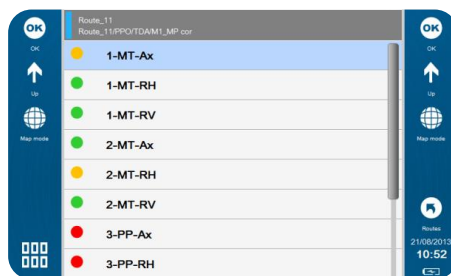 Route_11
Route_11/PPO/TDA/M1_MP cor
OK
OK
Up
Map mode
1-MT-Ax
1-MT-RH
1-MT-RV
2-MT-Ax
2-MT-RH
2-MT-RV
3-PP-Ax
3-PP-RH
OK
OK
Up
Map mode
Routes
21/08/2013
10:52